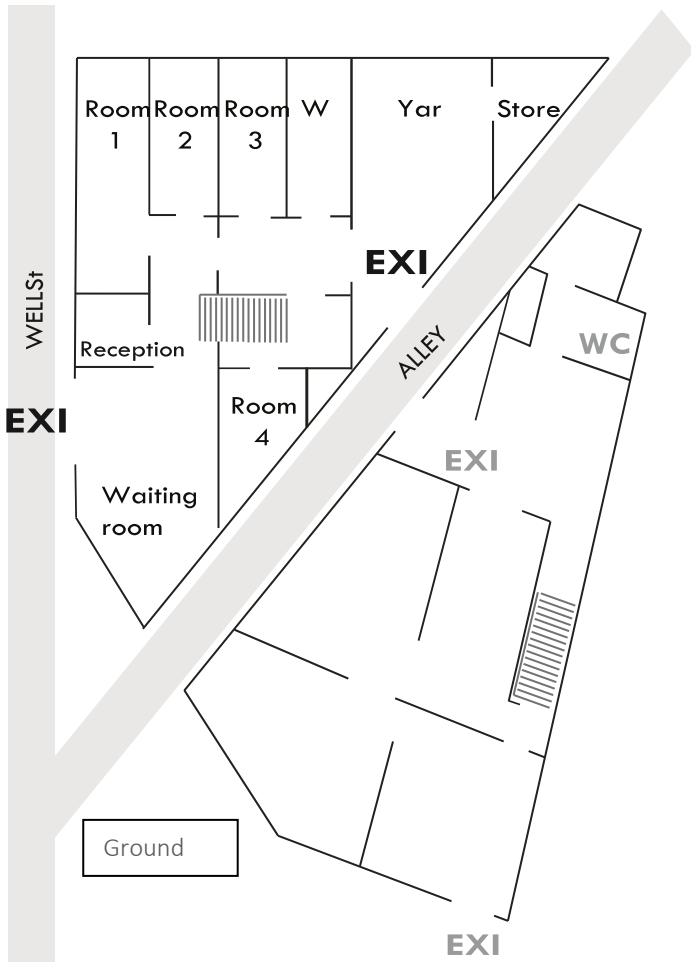 Room
1
Room
2
Room
3
W
Yar
Store
EXI
WELLSt
Reception
ALLEY
WC
EXI
Room
4
EXI
Waiting
room
Ground
EXI